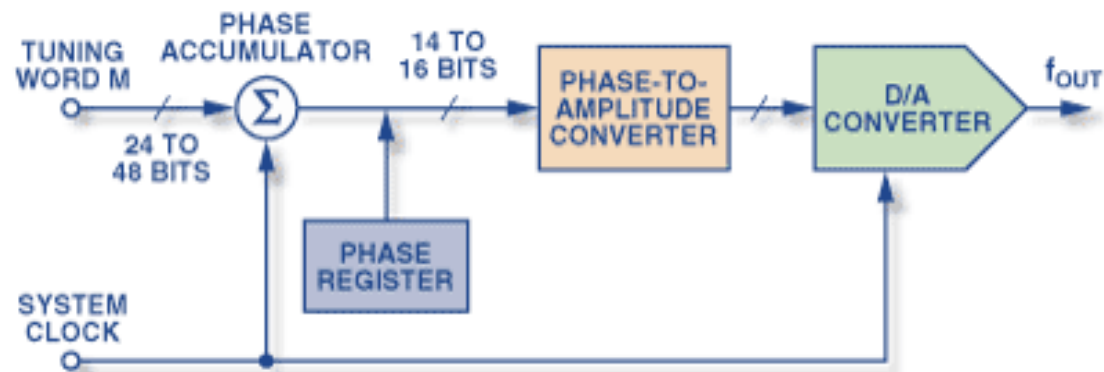 PHASE
ACCUMULATOR
TUNING
WORD M
Σ
24 TO
48 BITS
14 TO
16 BITS
PHASE-TO-
AMPLITUDE
CONVERTER
D/A
CONVERTER
fOUT
PHASE
REGISTER
SYSTEM
CLOCK